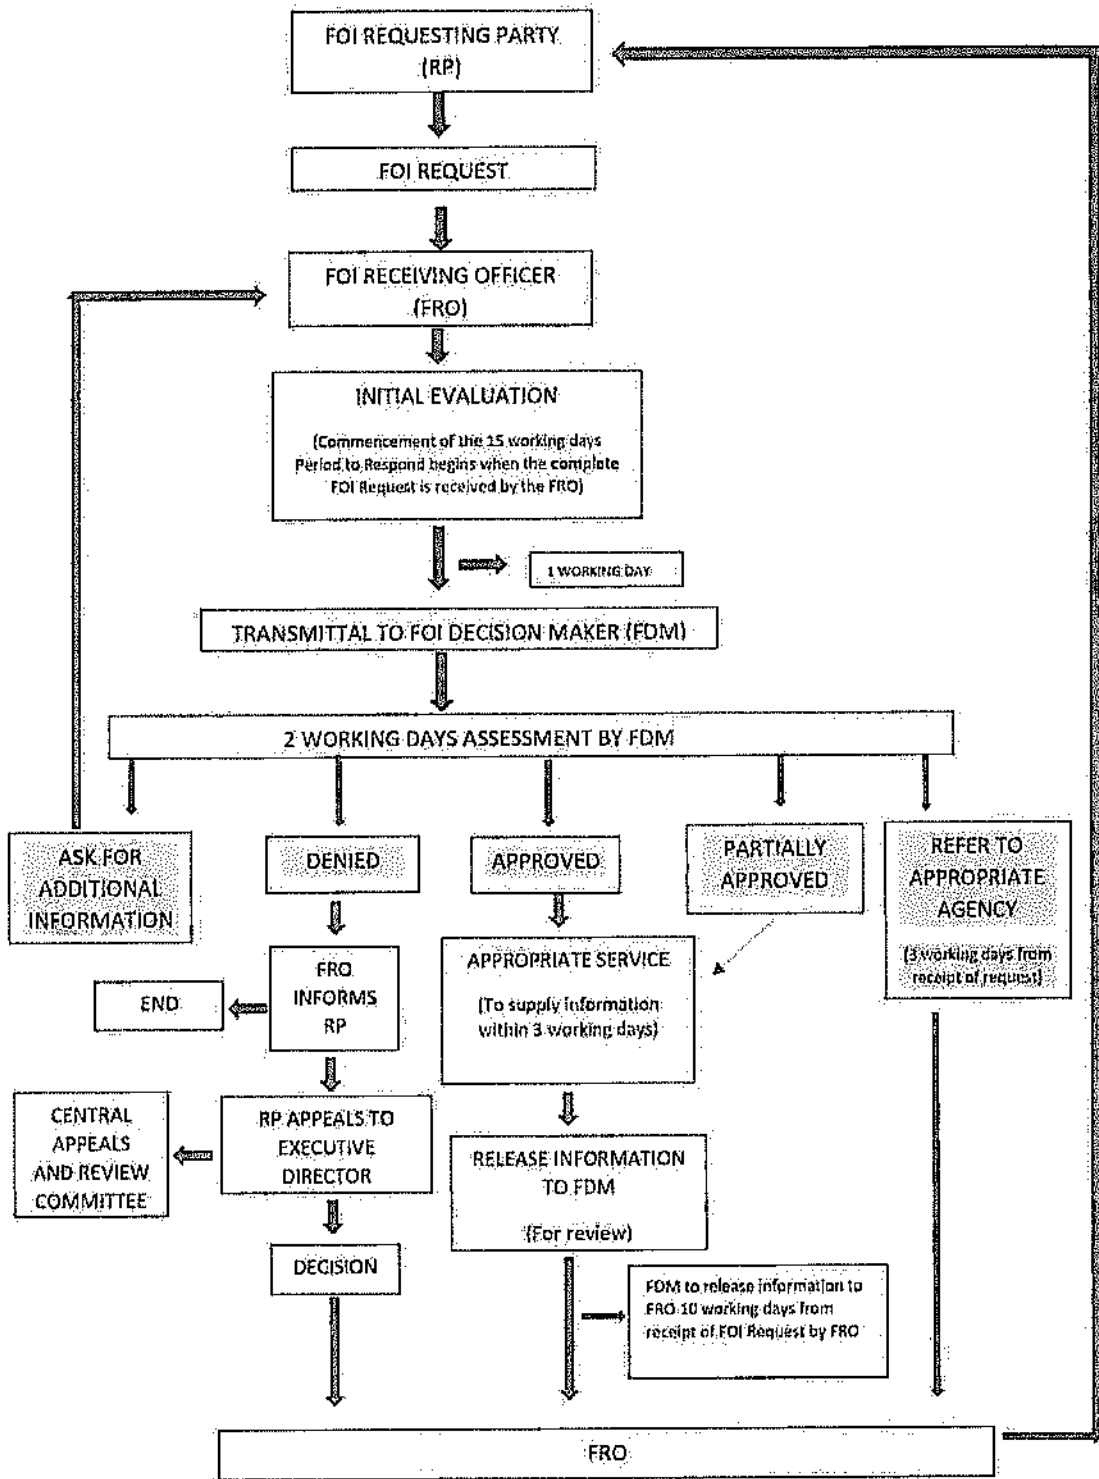 FOI REQUESTING PARTY
(RP)
FOI REQUEST
FOI RECEIVING OFFICER
(FRO)
INITIAL EVALUATION
(Commencement of the 15 working days
Period to Respond begins when the complete
FOI Request is received by the FRO)
1 WORKING DAY
TRANSMITTAL TO FOI DECISION MAKER (FDM)
2 WORKING DAYS ASSESSMENT BY FDM
ASK FOR
ADDITIONAL
INFORMATION
DENIED
APPROVED
PARTIALLY
APPROVED
REFER TO
APPROPRIATE
AGENCY
(3 working days from
receipt of request)
FRO
INFORMS
RP
END
APPROPRIATE SERVICE
(To supply information
within 3 working days)
CENTRAL
APPEALS
AND REVIEW
COMMITTEE
RP APPEALS TO
EXECUTIVE
DIRECTOR
RELEASE INFORMATION
TO FDM
(For review)
DECISION
FDM to release information to
FRO 10 working days from
receipt of FOI Request by FRO
FRO